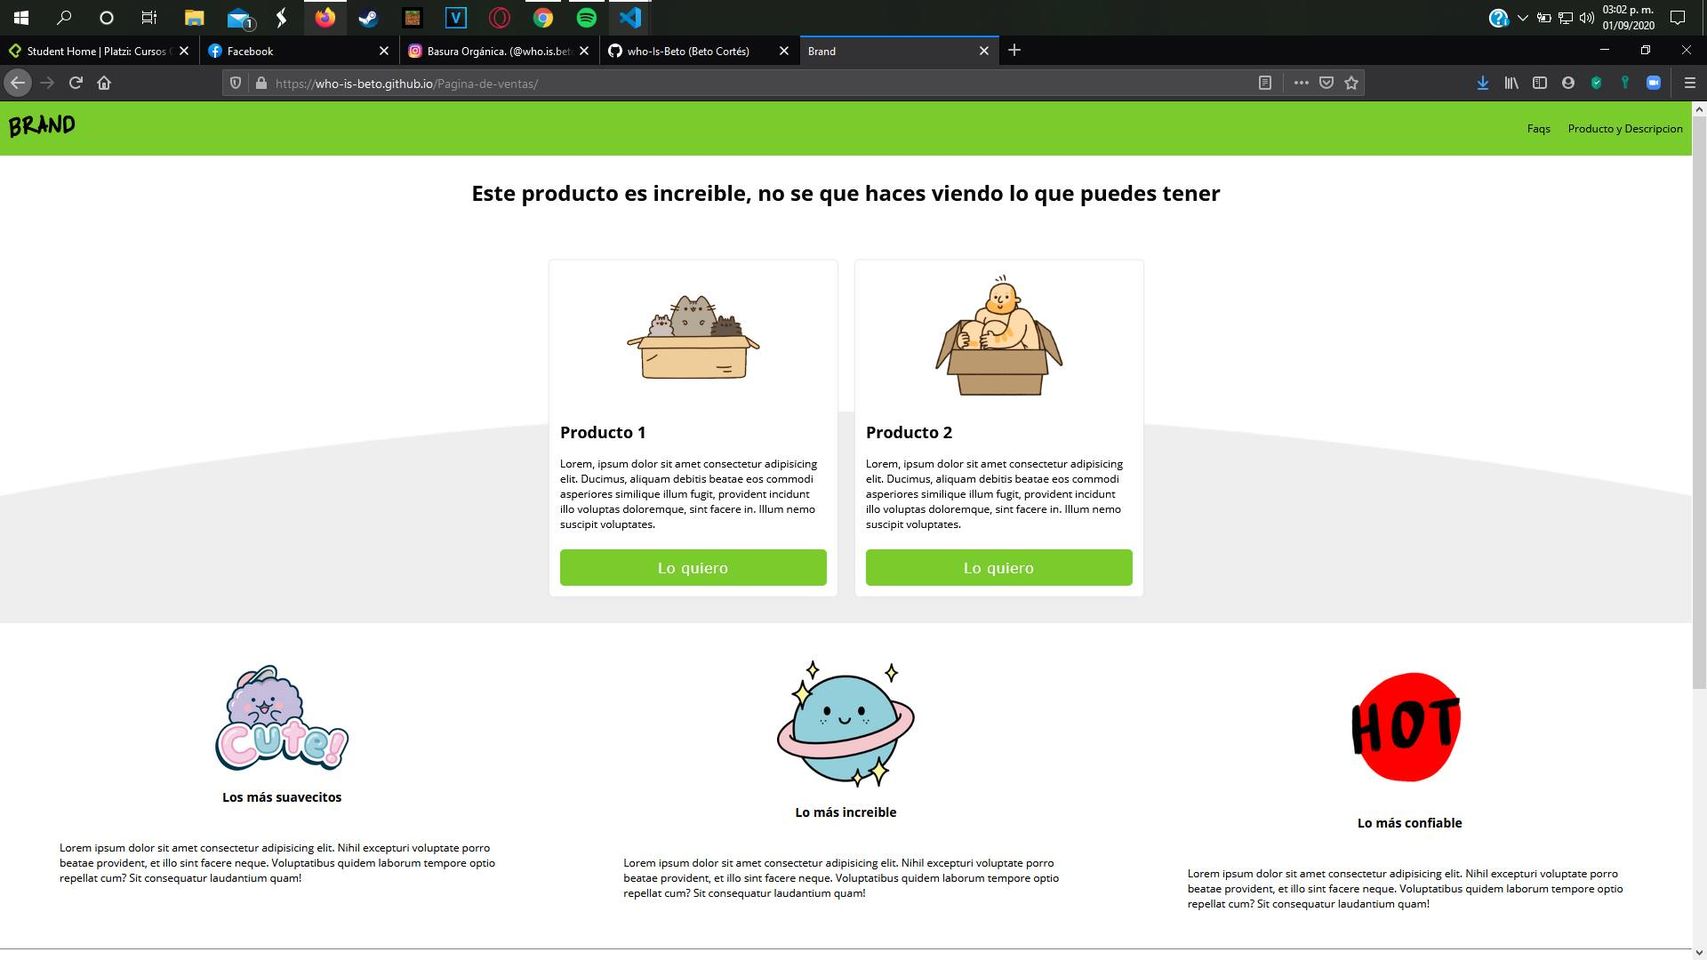 1
03:02 p. m.
01/09/2020
Student Home | Platzi: Cursos
Facebook
Basura Orgánica. (@who.is.bet
who-Is-Beto (Beto Cortés)
Brand
https://who-is-beto.github.io/Pagina-de-ventas/
BRAND
Faqs
Producto y Descripcion
Este producto es increible, no se que haces viendo lo que puedes tener
Producto 1
Lorem, ipsum dolor sit amet consectetur adipisicing
elit. Ducimus, aliquam debitis beatae eos commodi
asperiores similique illum fugit, provident incidunt
illo voluptas doloremque, sint facere in. Illum nemo
suscipit voluptates.
Lo quiero
Producto 2
Lorem, ipsum dolor sit amet consectetur adipisicing
elit. Ducimus, aliquam debitis beatae eos commodi
asperiores similique illum fugit, provident incidunt
illo voluptas doloremque, sint facere in. Illum nemo
suscipit voluptates.
Lo quiero
Cute!
Los más suavecitos
Lorem ipsum dolor sit amet consectetur adipisicing elit. Nihil excepturi voluptate porro
beatae provident, et illo sint facere neque. Voluptatibus quidem laborum tempore optio
repellat cum? Sit consequatur laudantium quam!
Lo más increible
Lorem ipsum dolor sit amet consectetur adipisicing elit. Nihil excepturi voluptate porro
beatae provident, et illo sint facere neque. Voluptatibus quidem laborum tempore optio
repellat cum? Sit consequatur laudantium quam!
HOT
Lo más confiable
Lorem ipsum dolor sit amet consectetur adipisicing elit. Nihil excepturi voluptate porro
beatae provident, et illo sint facere neque. Voluptatibus quidem laborum tempore optio
repellat cum? Sit consequatur laudantium quam!